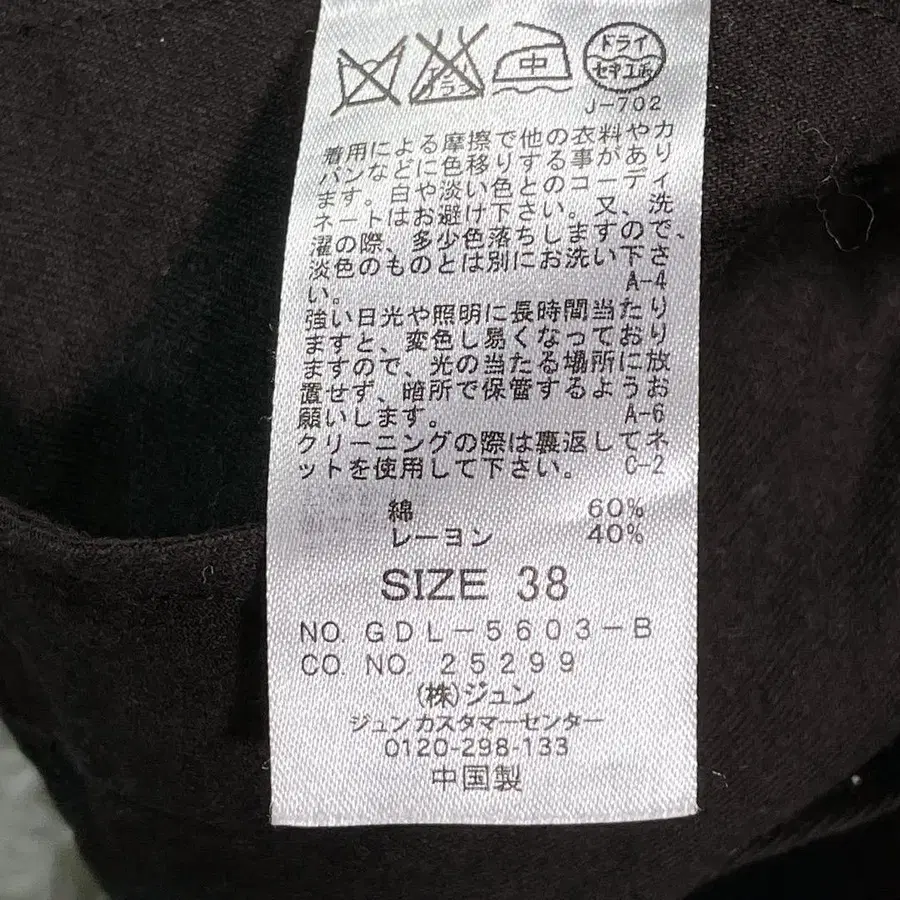 中
ドライ
セキユ系
J-702
着用による摩擦で他の衣料やカ
バンなどに色移りする事があり
ます。白や淡い色とのコーディ
ネートはお避け下さい。又、洗
濯の際、多少色落ちしますので、
淡色のものとは別にお洗い下さ
い。 A-4
強い日光や照明に長時間当たり
ますと、変色し易くなっており
ますので、光の当たる場所に放
置せず、暗所で保管するようお
願いします。 A-6
クリーニングの際は裏返してネ
ットを使用して下さい。 C-2
綿 60%
レーヨン 40%
SIZE 38
NO. GDL-5603-B
CO. NO. 25299
(株)ジュン
ジュンカスタマーセンター
0120-298-133
中国製